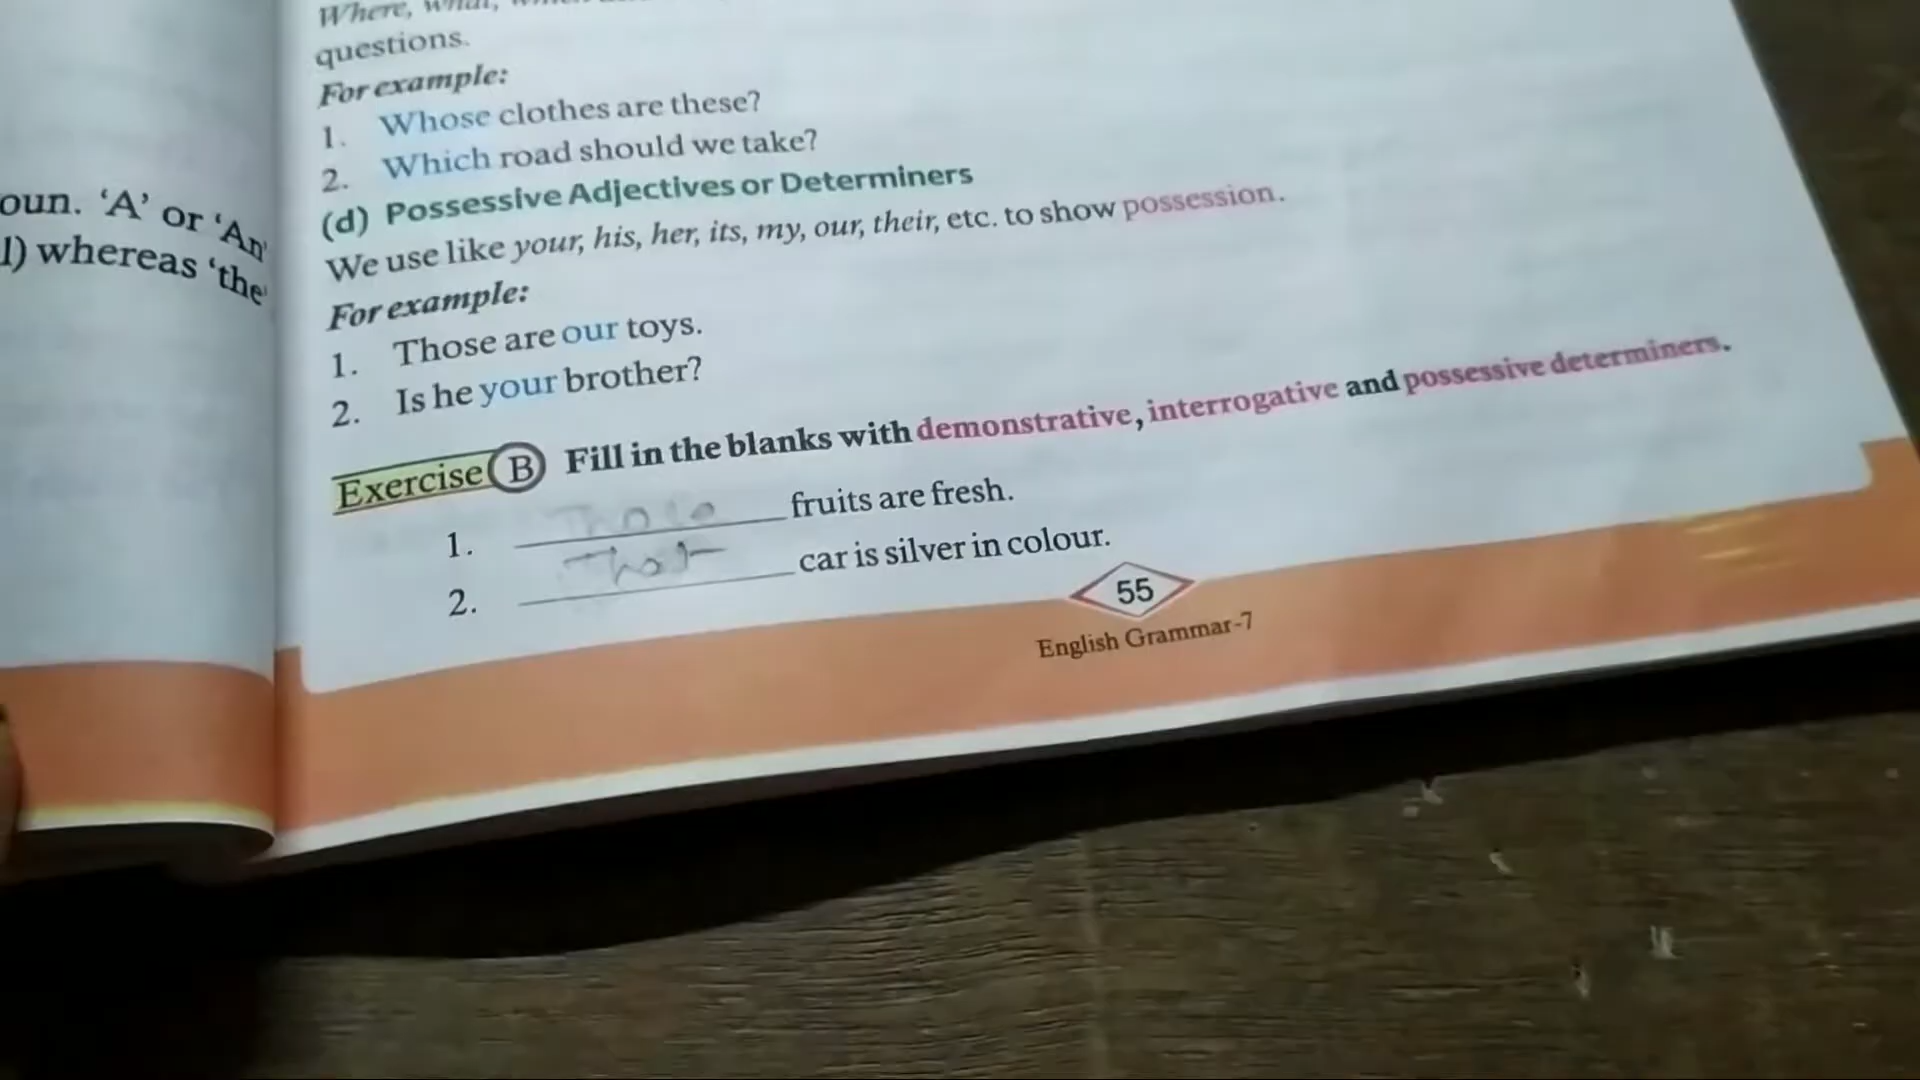 oun. ‘A’ or ‘An’
l) whereas ‘the’
Where, what,
questions.
For example:
1. Whose clothes are these?
2. Which road should we take?
(d) Possessive Adjectives or Determiners
We use like your, his, her, its, my, our, their, etc. to show possession.
For example:
1. Those are our toys.
2. Is he your brother?
Exercise B Fill in the blanks with demonstrative, interrogative and possessive determiners.
1. fruits are fresh.
2. That car is silver in colour.
55
English Grammar-7